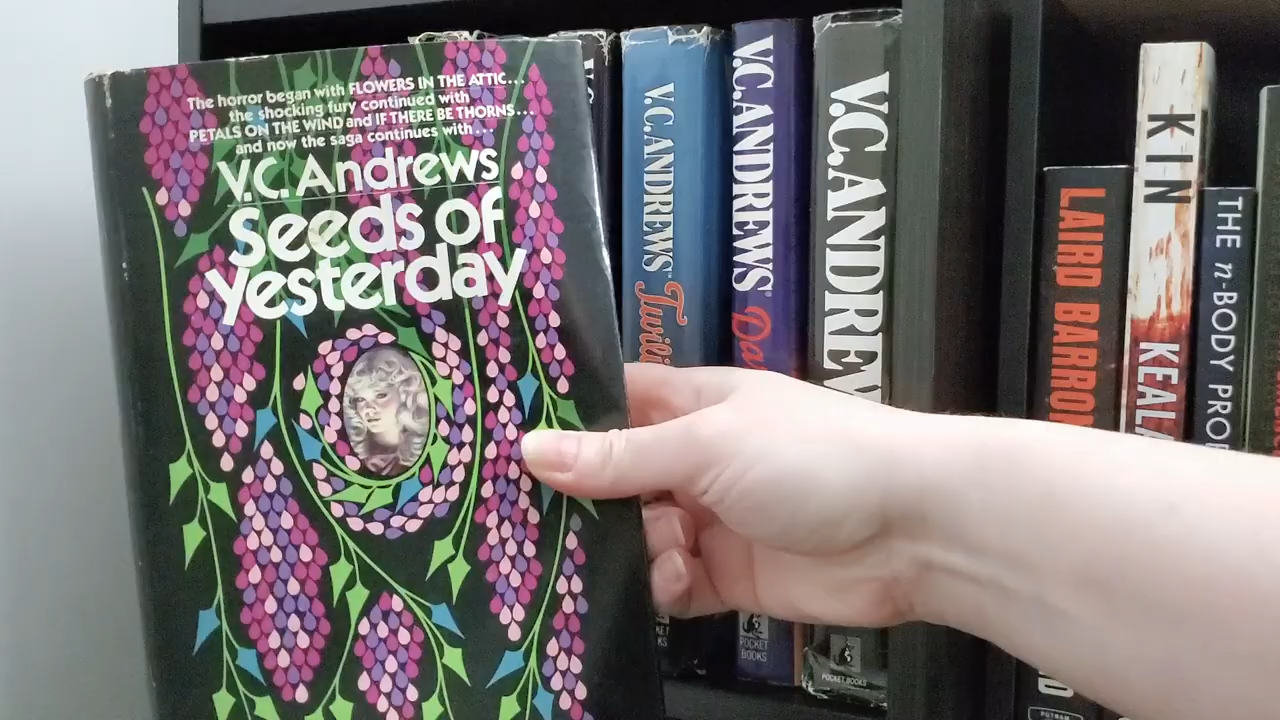 The horror began with FLOWERS IN THE ATTIC...
the shocking fury continued with
PETALS ON THE WIND and IF THERE BE THORNS...
and now the saga continues with...
V.C. Andrews
Seeds of
Yesterday
V.C.
V.C. ANDREWS
V.C. ANDREWS
V.C. ANDREW
POCKET
BOOKS
POCKET BOOKS
LAIRD BARRON
KIN
KEALA
THE n-BODY PRO
PUTNAM